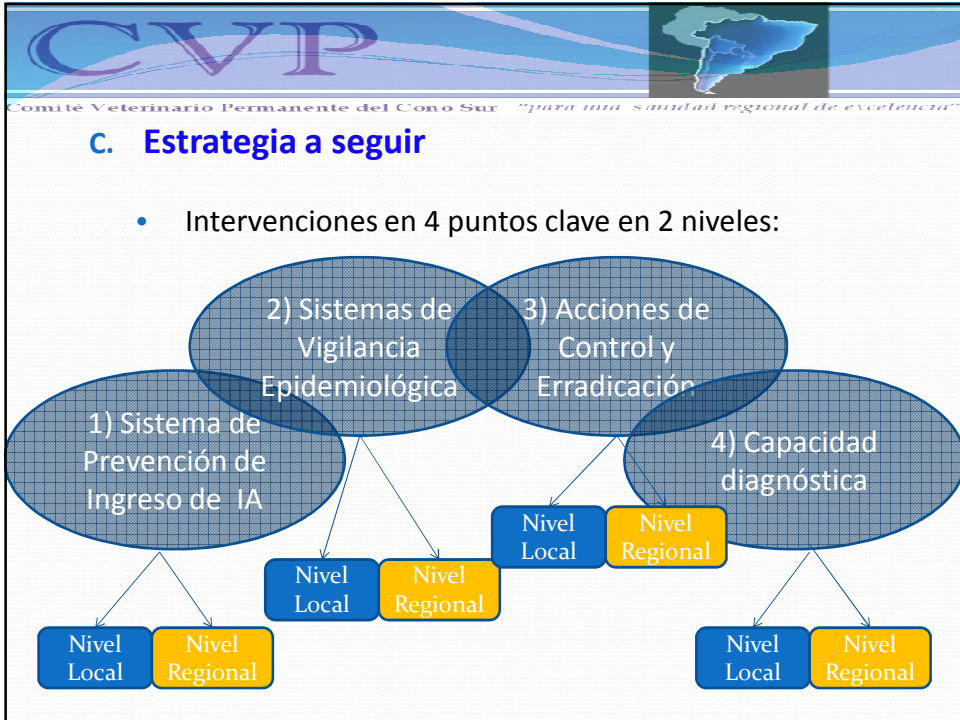 CVP
Comité Veterinario Permanente del Cono Sur "para una sanidad regional de excelencia"
C. Estrategia a seguir
• Intervenciones en 4 puntos clave en 2 niveles:
2) Sistemas de
Vigilancia
Epidemiológica
3) Acciones de
Control y
Erradicación
1) Sistema de
Prevención de
Ingreso de IA
4) Capacidad
diagnóstica
Nivel
Local
Nivel
Regional
Nivel
Local
Nivel
Regional
Nivel
Local
Nivel
Regional
Nivel
Local
Nivel
Regional